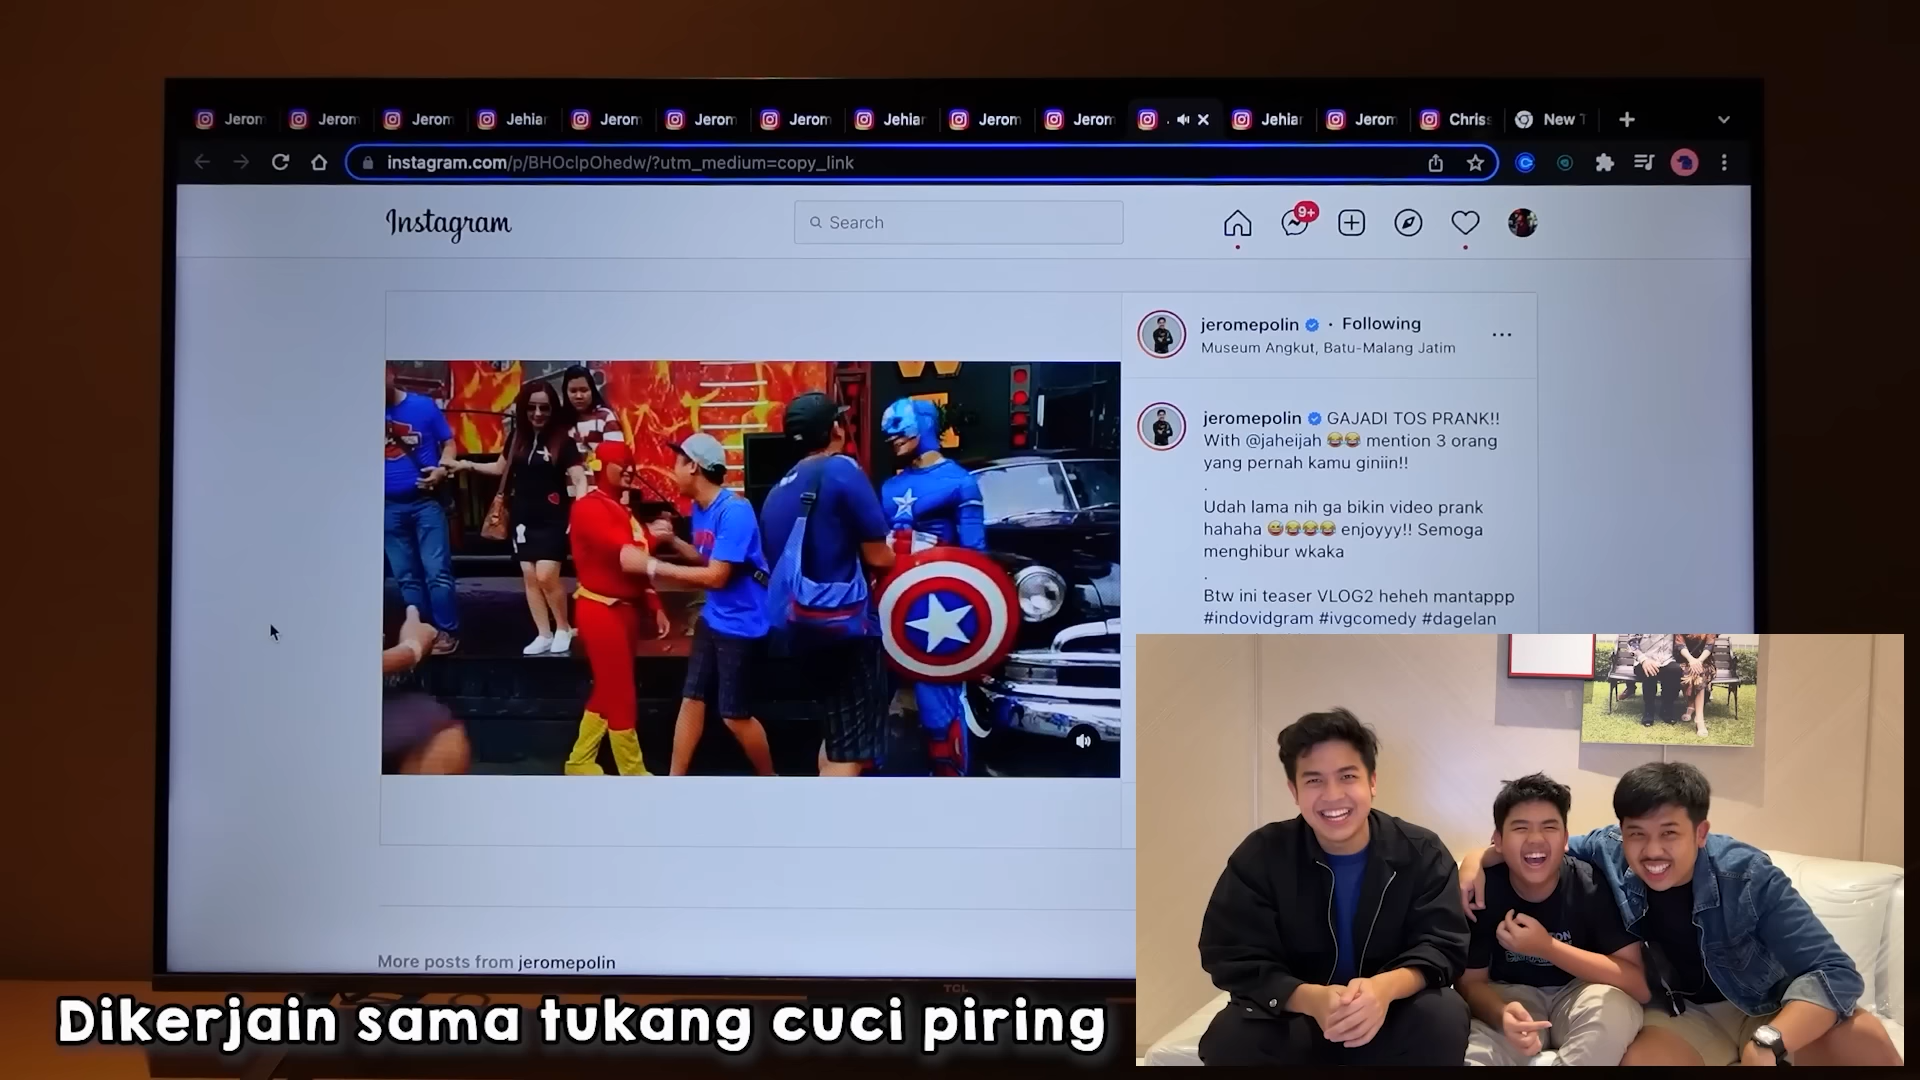 Jerom
Jerom
Jerom
Jehiar
Jerom
Jerom
Jerom
Jehiar
Jerom
Jerom
Jehiar
Jerom
Chris
New T
instagram.com/p/BHOclpOhedw/?utm_medium=copy_link
Instagram
Search
9+
jeromepolin • Following
Museum Angkut, Batu-Malang Jatim
jeromepolin GAJADI TOS PRANK!!
With @jaheijah 😂😂 mention 3 orang
yang pernah kamu giniin!!
.
Udah lama nih ga bikin video prank
hahaha 😅😂😂😂 enjoyyy!! Semoga
menghibur wkaka
.
Btw ini teaser VLOG2 heheh mantappp
#indovidgram #ivgcomedy #dagelan
More posts from jeromepolin
TCL
Dikerjain sama tukang cuci piring